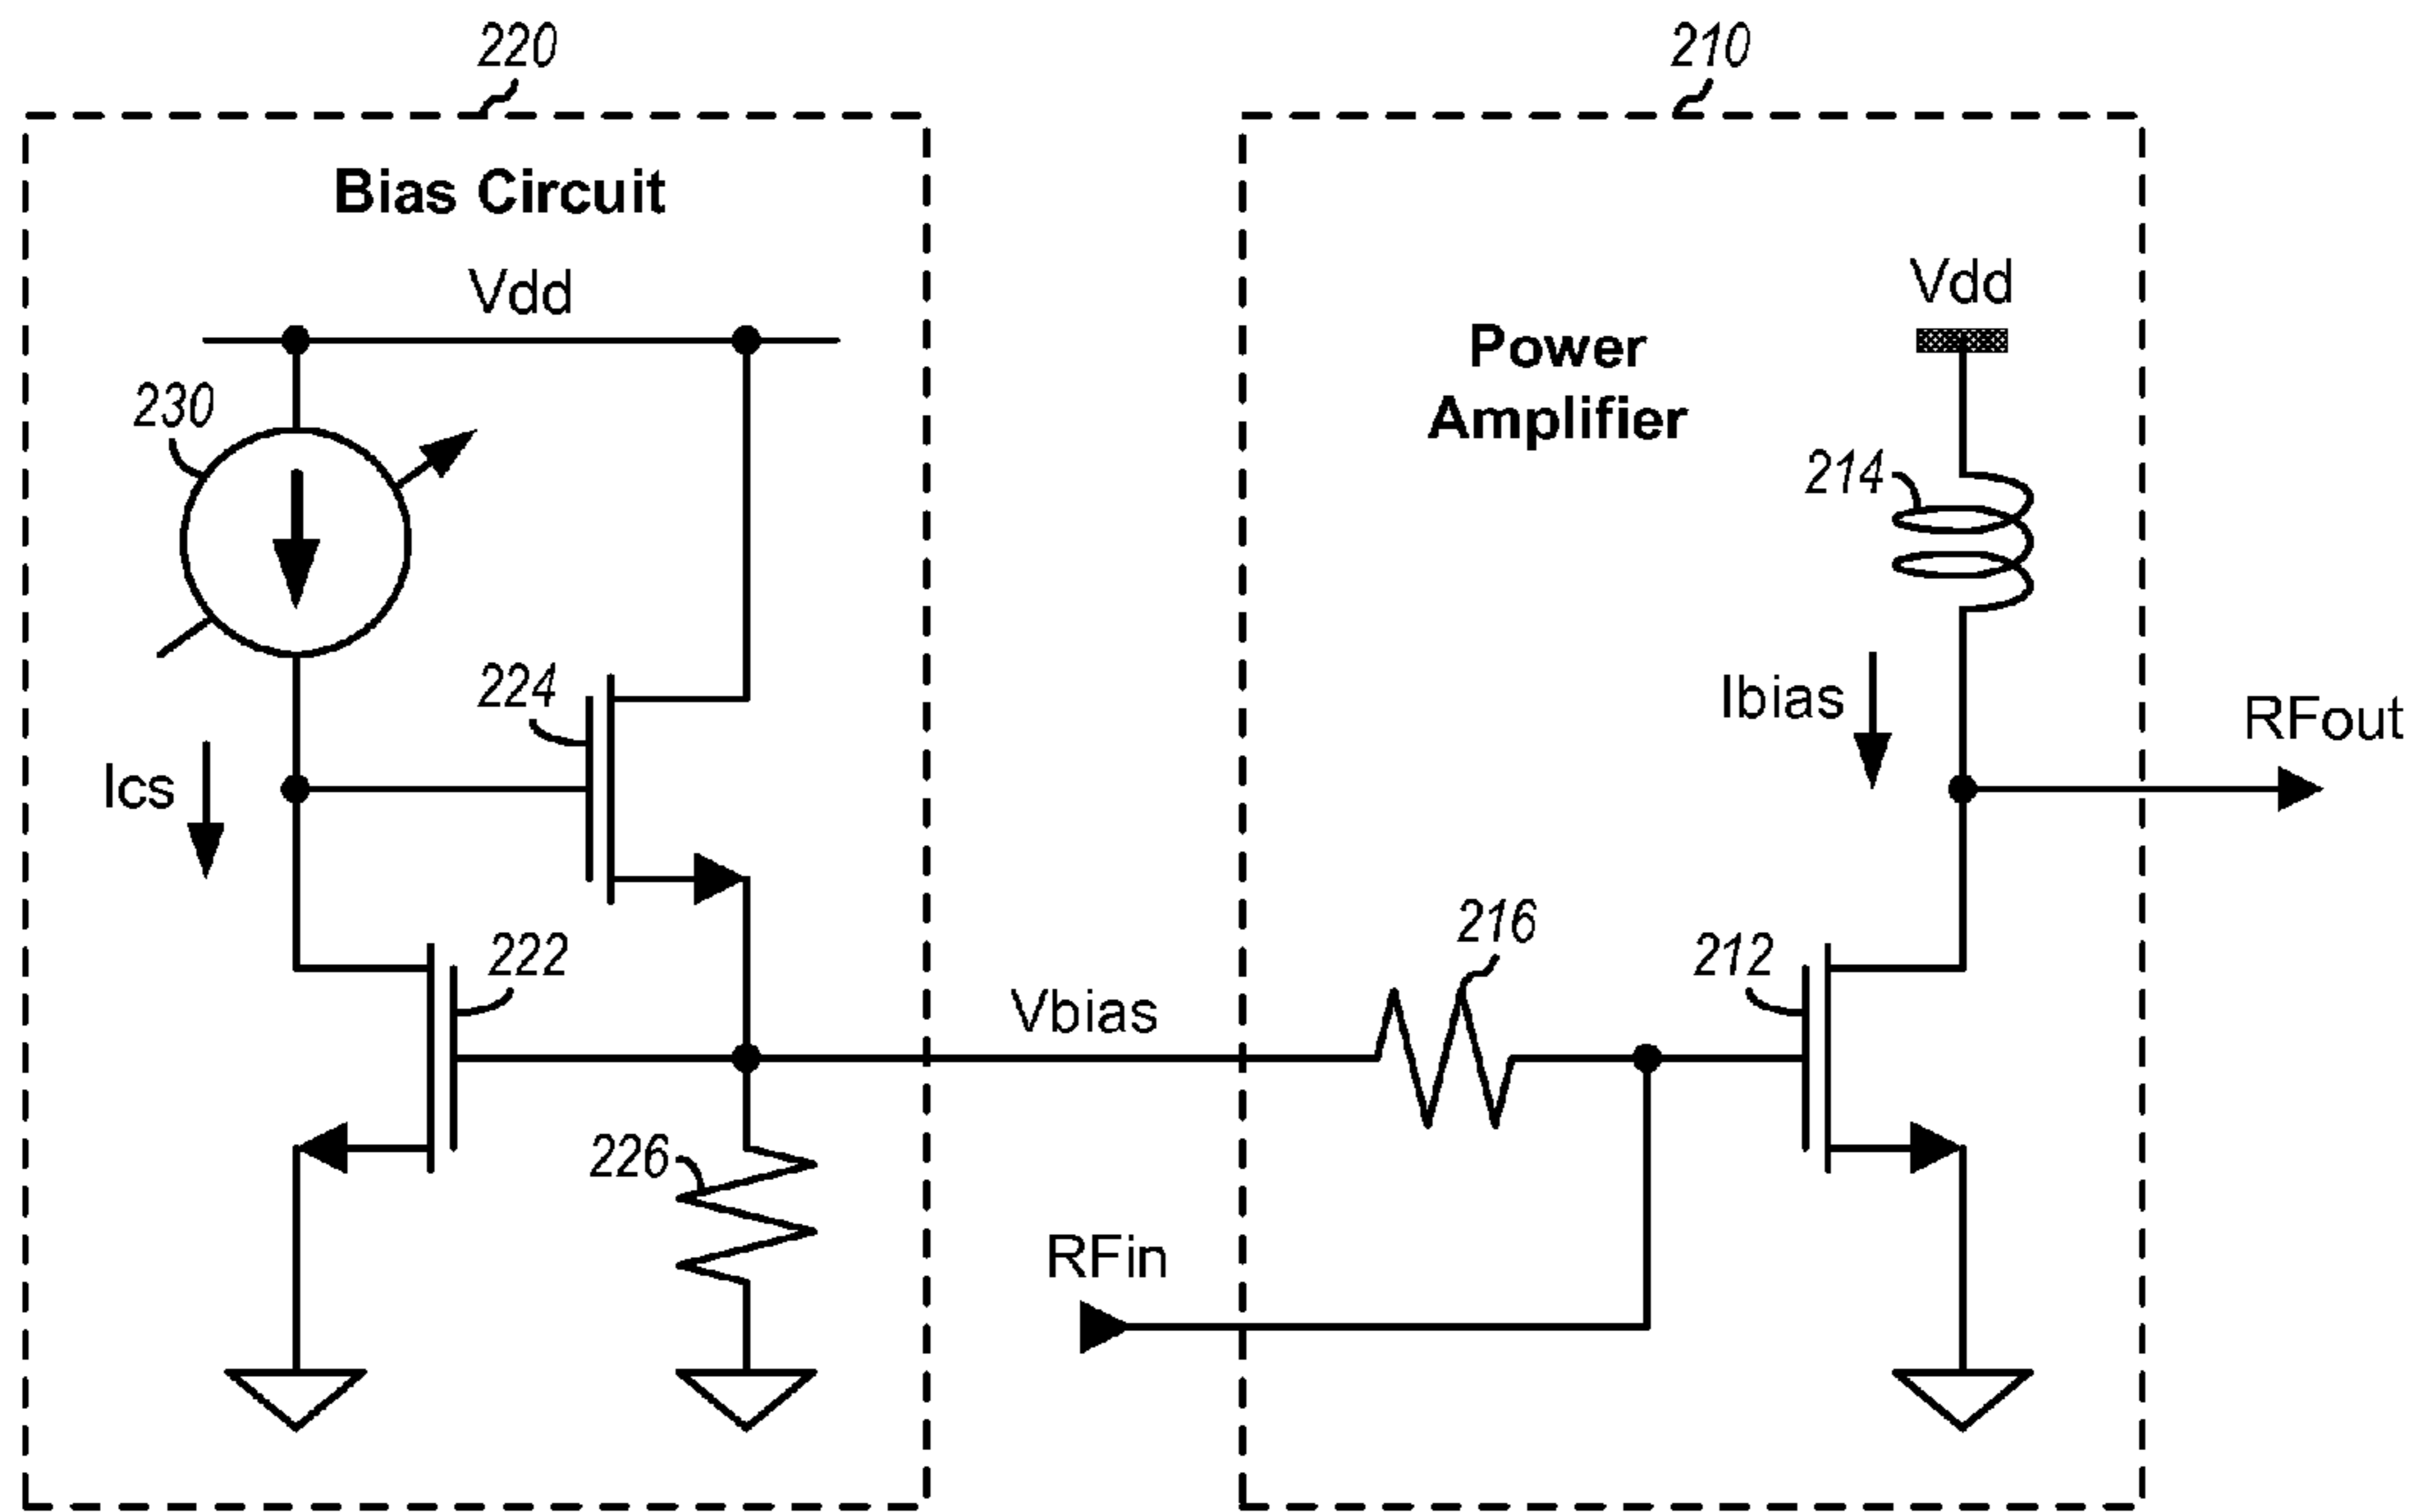 220
210
Bias Circuit
Vdd
230
224
Ics
222
226
Vbias
Power
Amplifier
Vdd
214
Ibias
RFout
216
212
RFin